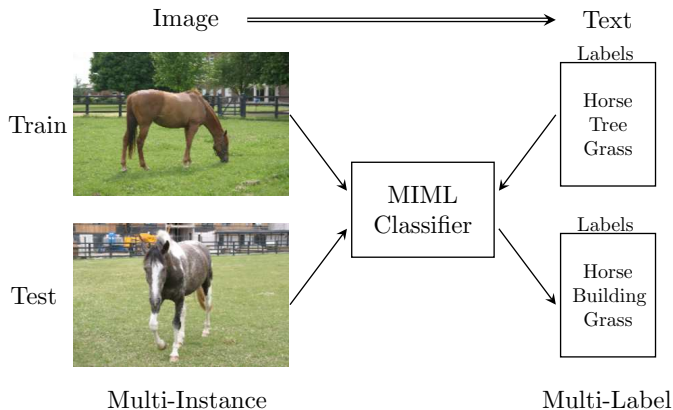 Image
Text
Labels
Train
Horse
Tree
Grass
MIML
Classifier
Labels
Test
Horse
Building
Grass
Multi-Instance
Multi-Label